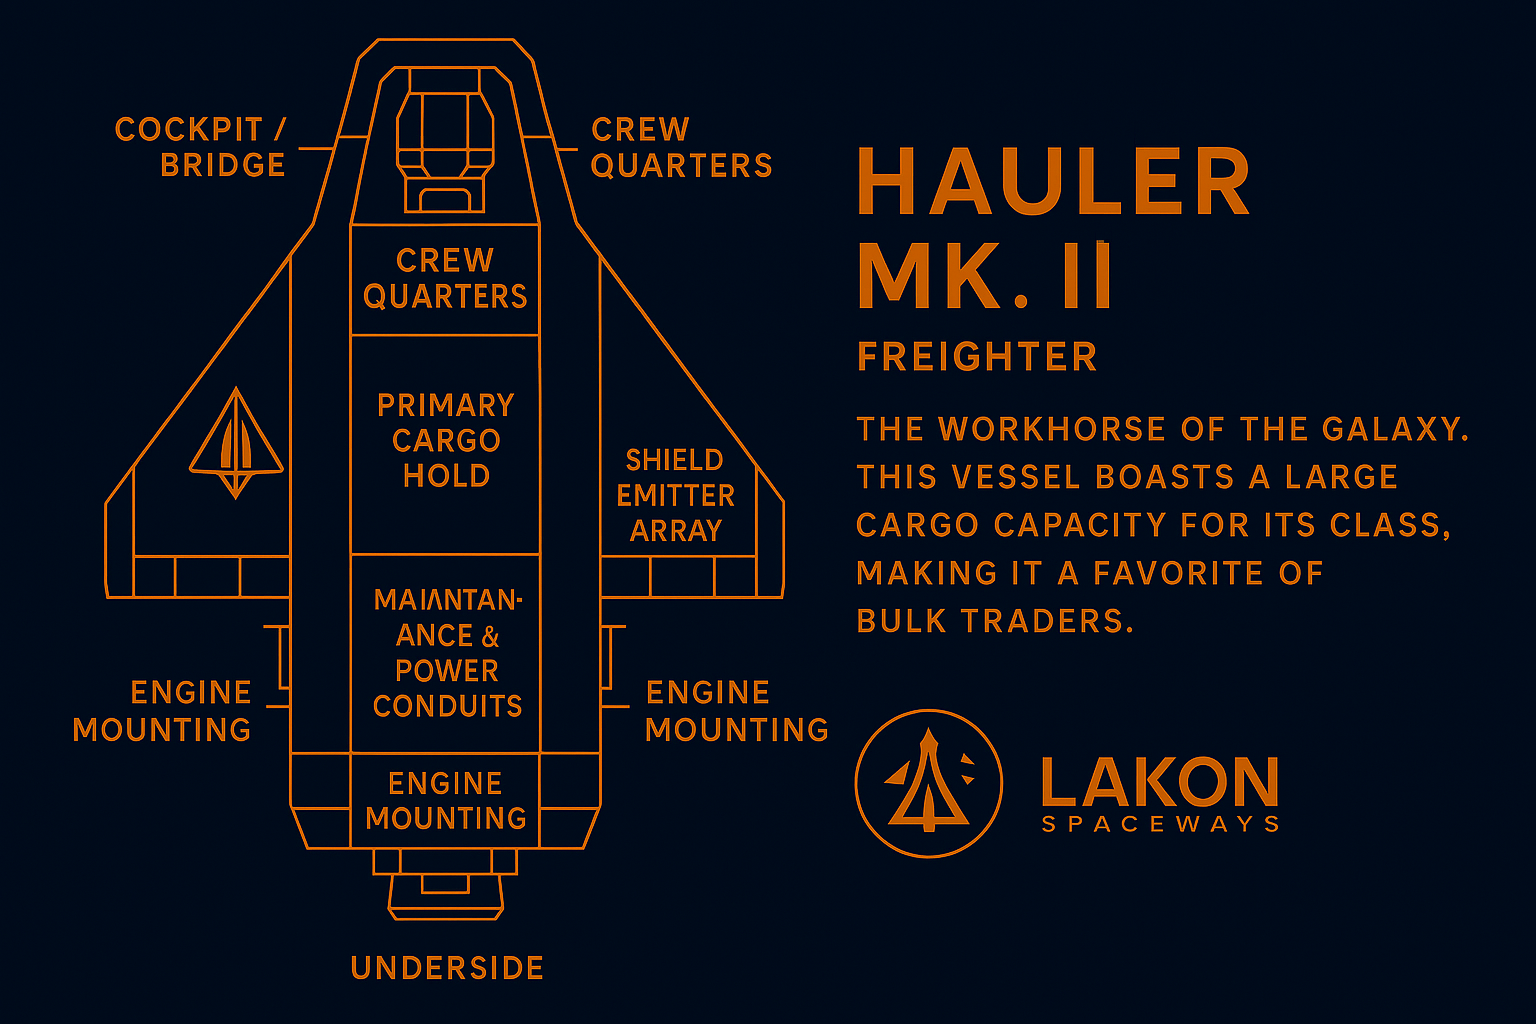 COCKPIT /
BRIDGE
CREW
QUARTERS
CREW
QUARTERS
PRIMARY
CARGO
HOLD
SHIELD
EMITTER
ARRAY
MAIANTAN-
ANCE &
POWER
CONDUITS
ENGINE
MOUNTING
ENGINE
MOUNTING
ENGINE
MOUNTING
UNDERSIDE
HAULER
MK. II
FREIGHTER
THE WORKHORSE OF THE GALAXY.
THIS VESSEL BOASTS A LARGE
CARGO CAPACITY FOR ITS CLASS,
MAKING IT A FAVORITE OF
BULK TRADERS.
LAKON
SPACEWAYS